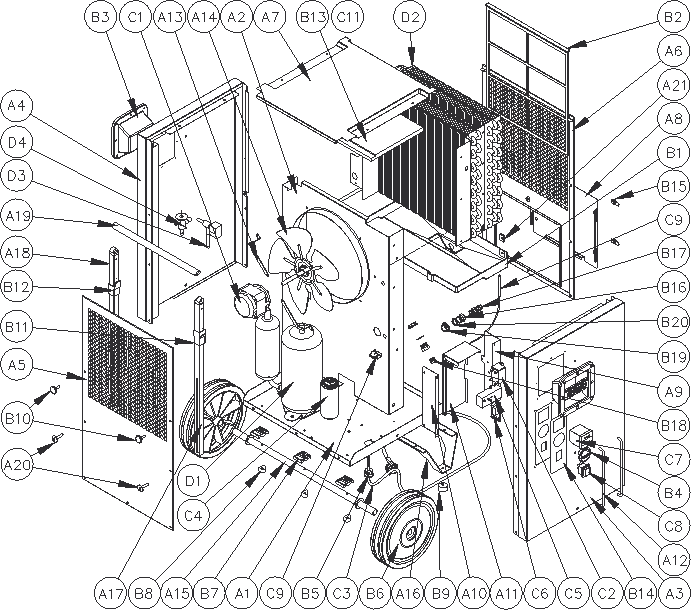 B3 C1 A13 A14 A2 A7 B13 C11 D2 B2
A6
A21
A4 A8
D4 B1
D3 B15
A19 C9
A18 B17
B12 B16
B11 B20
A5 B19
A9
B10 B18
A20 C7
D1 B4
C4 C8
A12
A17 B8 A15 B7 A1 C9 B5 C3 B6 A16 B9 A10 A11 C6 C5 C2 B14 A3